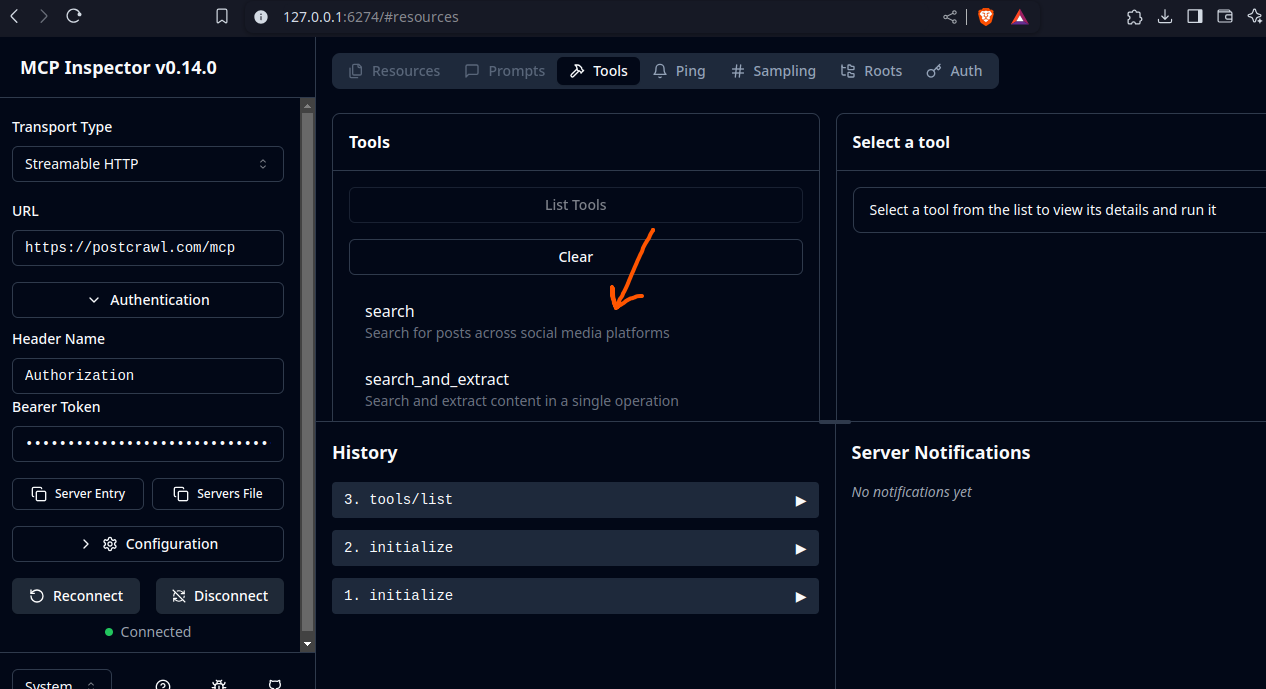 127.0.0.1:6274/#resources
MCP Inspector v0.14.0
Transport Type
Streamable HTTP
URL
https://postcrawl.com/mcp
Authentication
Header Name
Authorization
Bearer Token
••••••••••••••••••••••••••••••
Server Entry
Servers File
Configuration
Reconnect
Disconnect
Connected
System
Resources
Prompts
Tools
Ping
Sampling
Roots
Auth
Tools
List Tools
Clear
search
Search for posts across social media platforms
search_and_extract
Search and extract content in a single operation
Select a tool
Select a tool from the list to view its details and run it
History
3. tools/list
2. initialize
1. initialize
Server Notifications
No notifications yet